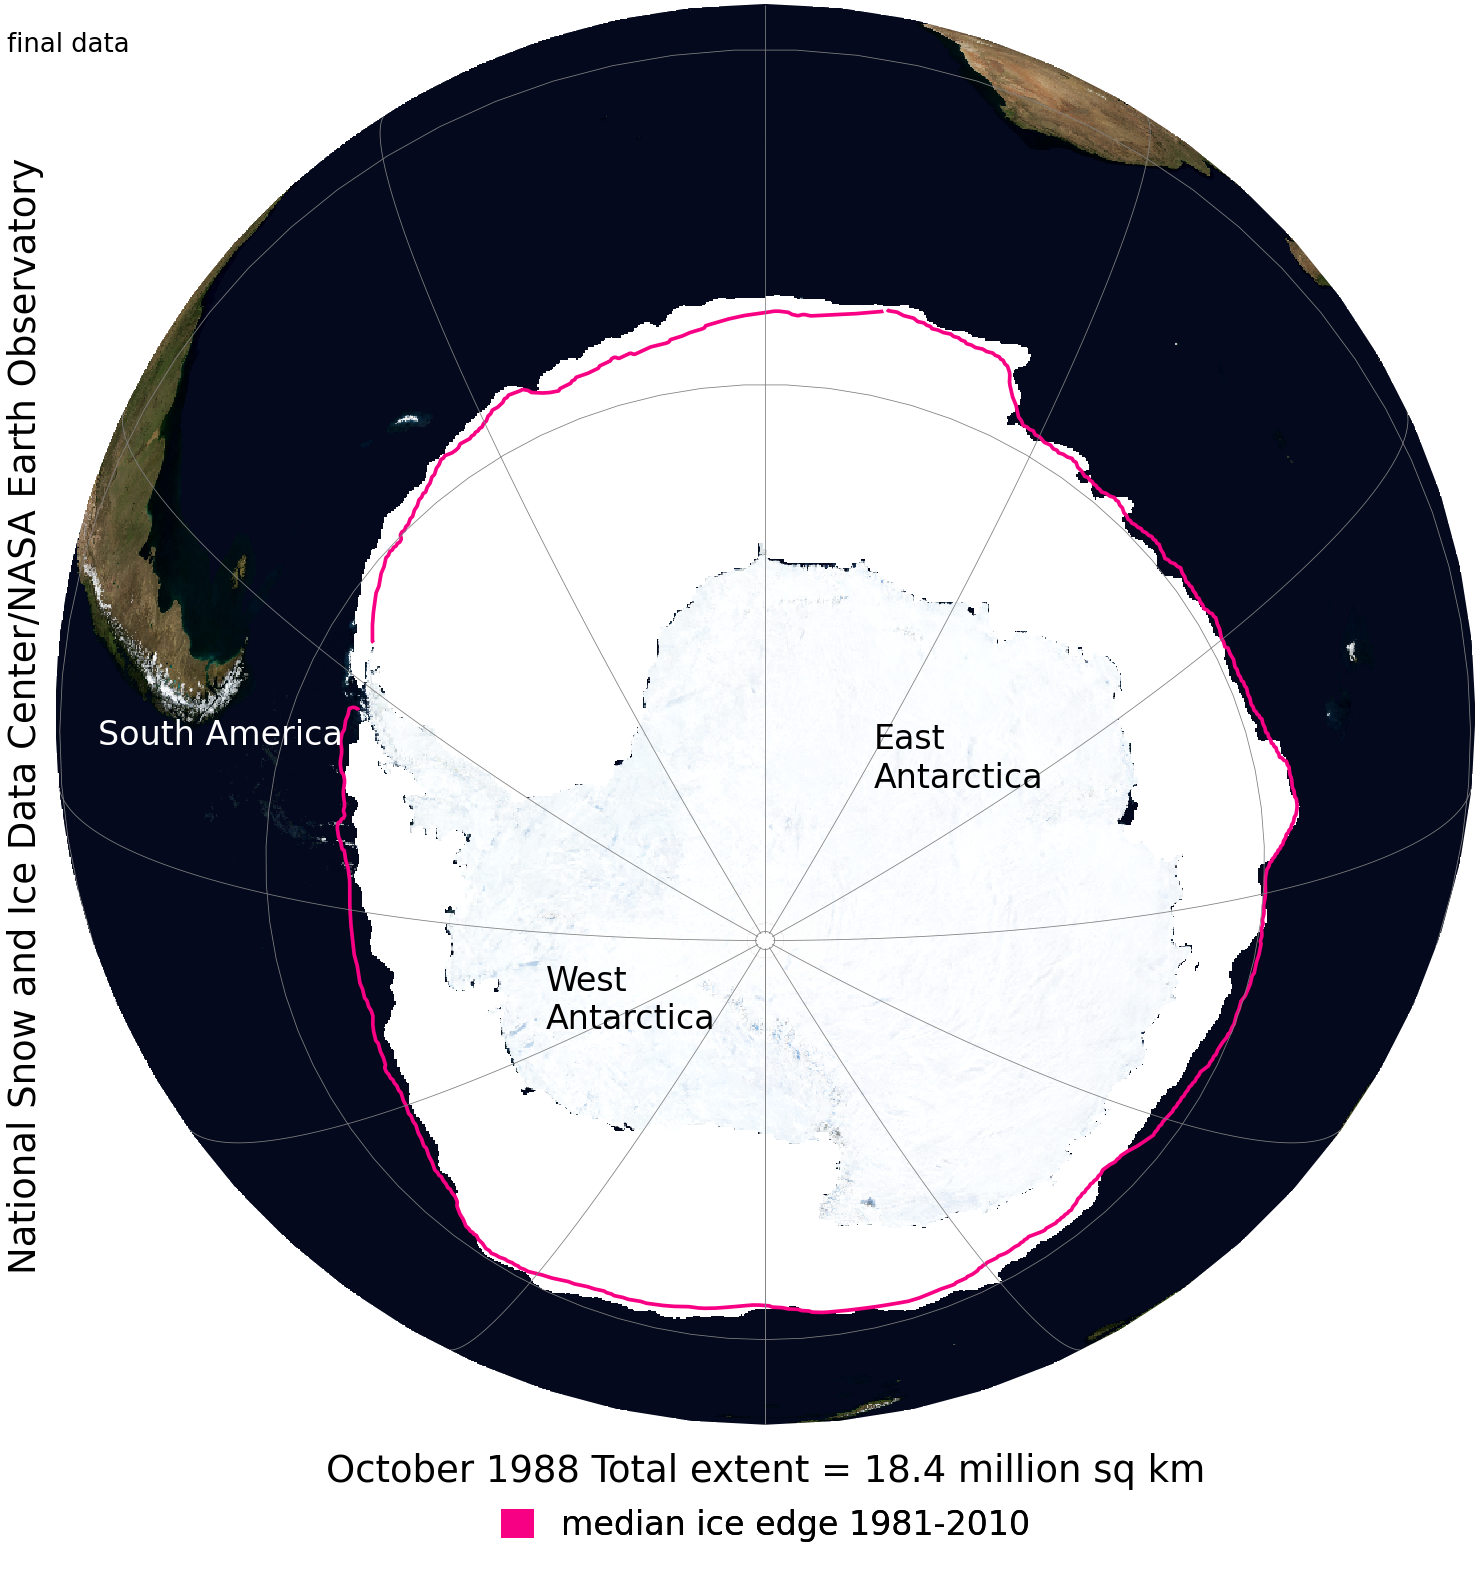 final data
National Snow and Ice Data Center/NASA Earth Observatory
South America
East
Antarctica
West
Antarctica
October 1988 Total extent = 18.4 million sq km
median ice edge 1981-2010